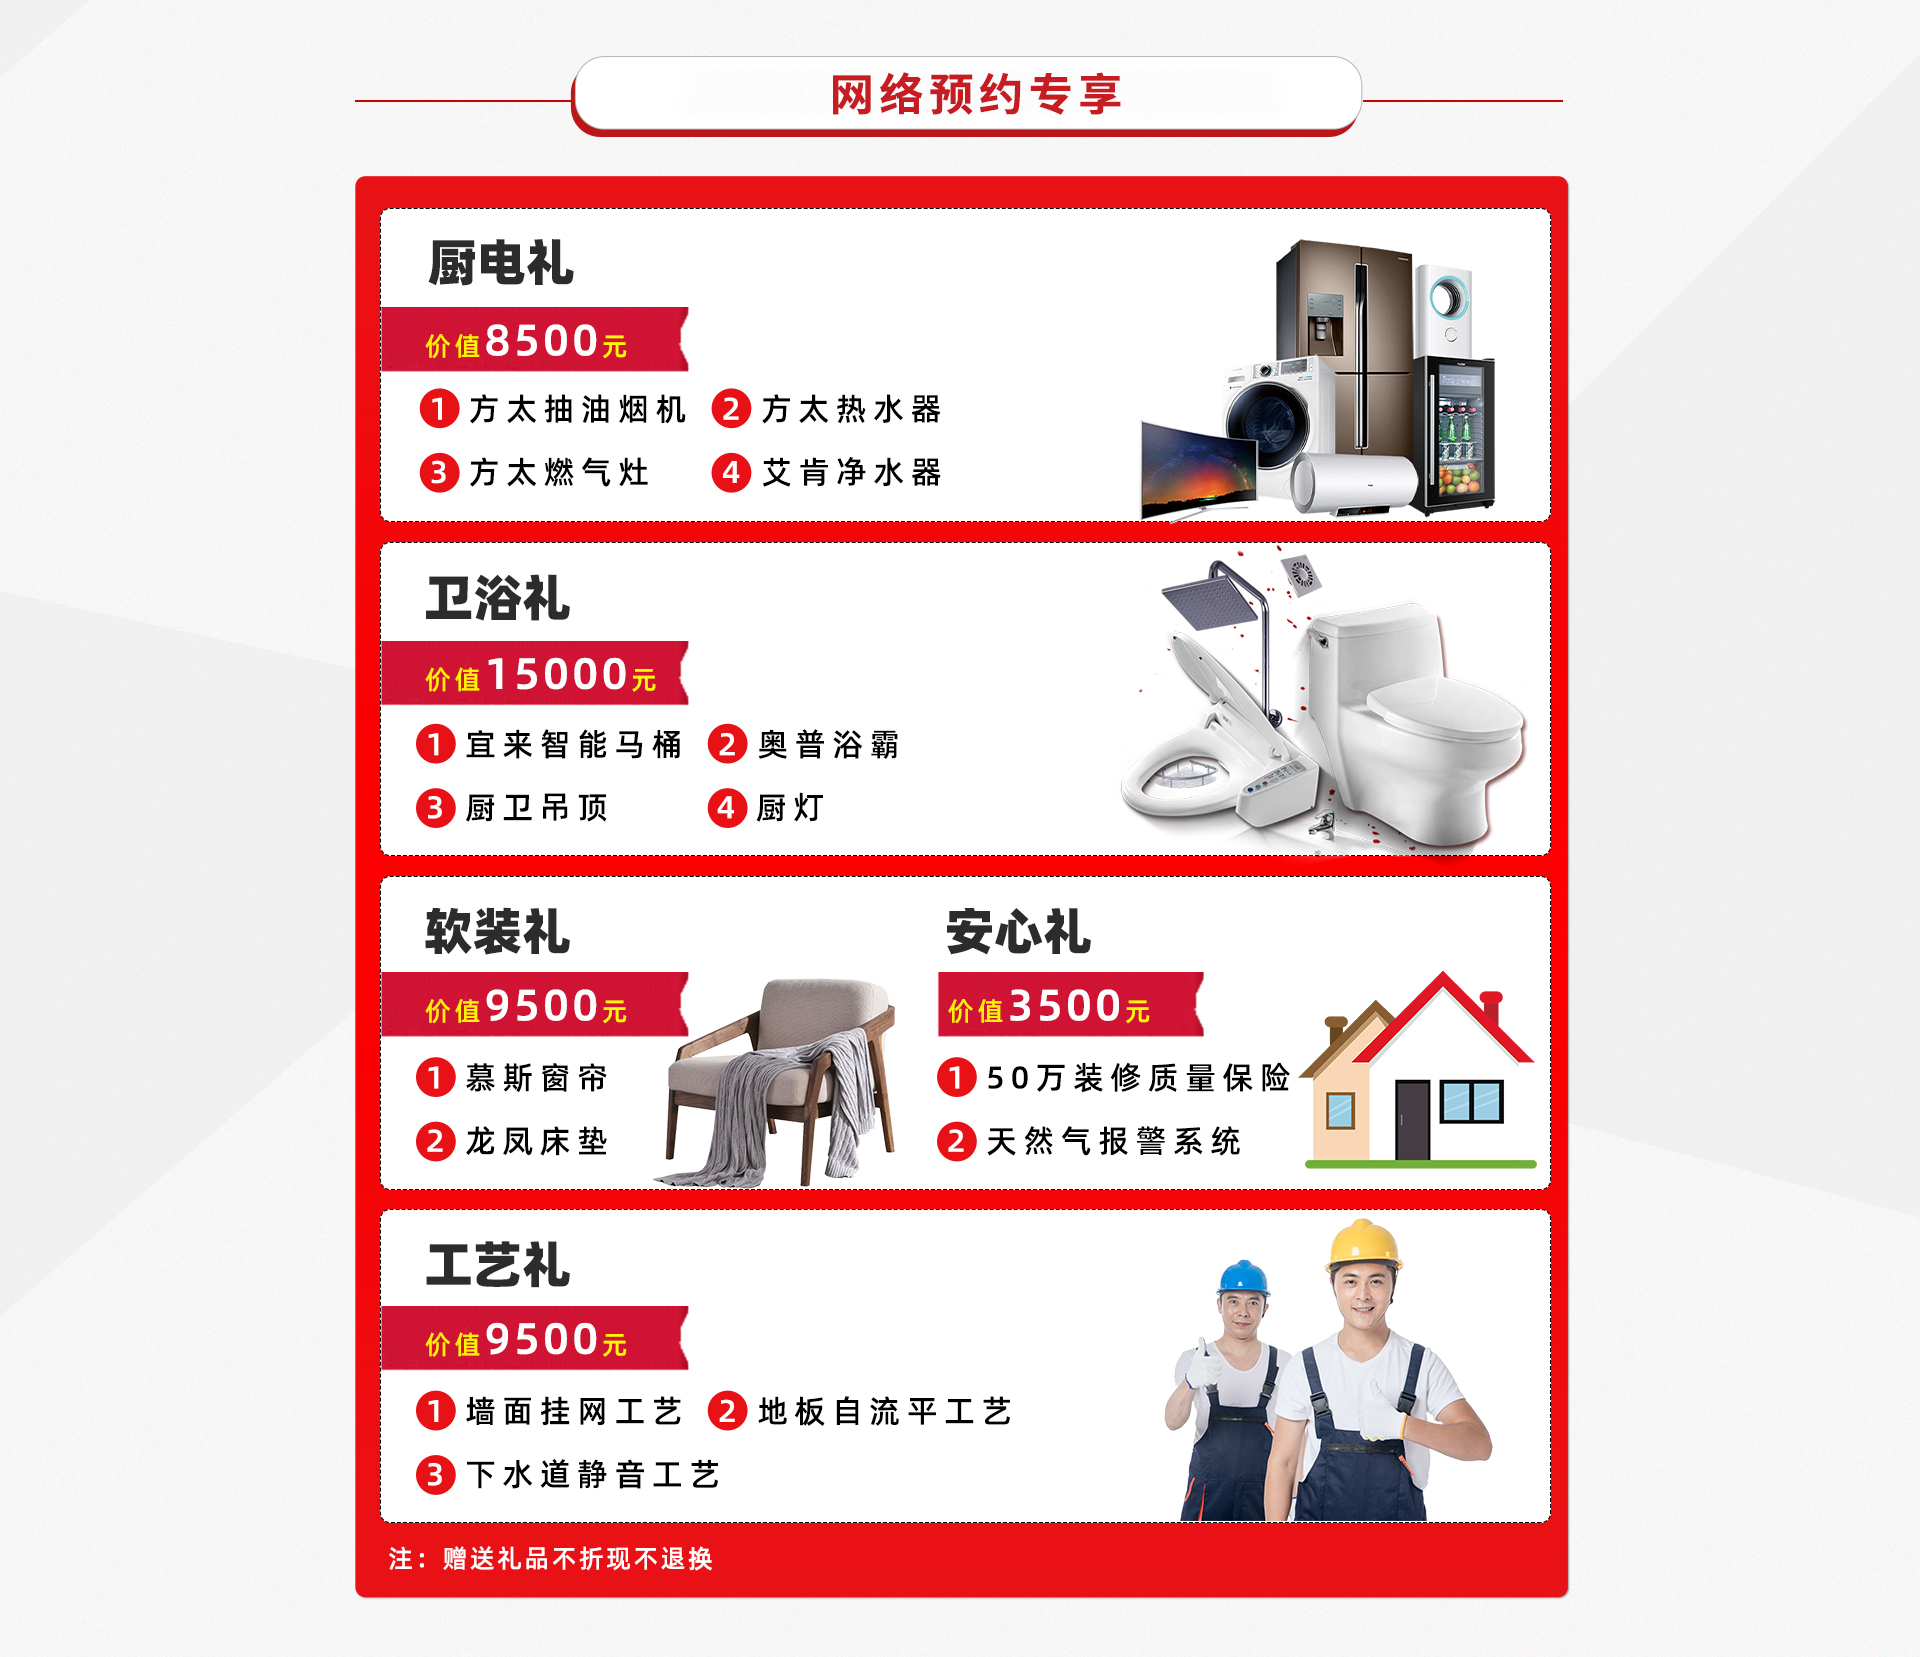 网络预约专享
厨电礼
价值8500元
1 方太抽油烟机 2 方太热水器
3 方太燃气灶 4 艾肯净水器
卫浴礼
价值15000元
1 宜来智能马桶 2 奥普浴霸
3 厨卫吊顶 4 厨灯
软装礼
价值9500元
1 慕斯窗帘
2 龙凤床垫
安心礼
价值3500元
1 50万装修质量保险
2 天然气报警系统
工艺礼
价值9500元
1 墙面挂网工艺 2 地板自流平工艺
3 下水道静音工艺
注：赠送礼品不折现不退换